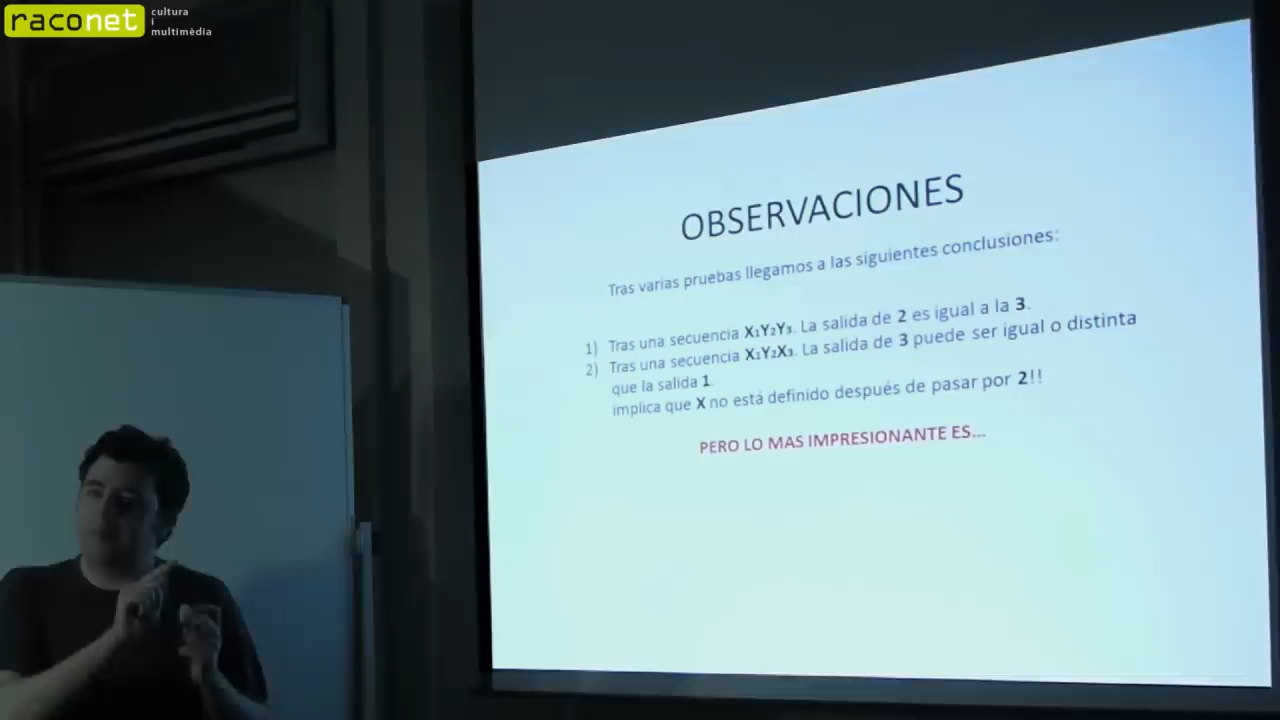 raconet
cultura
i
multimèdia
OBSERVACIONES
Tras varias pruebas llegamos a las siguientes conclusiones:
1) Tras una secuencia X₁Y₂Y₃. La salida de 2 es igual a la 3.
2) Tras una secuencia X₁Y₂X₃. La salida de 3 puede ser igual o distinta
que la salida 1.
implica que X no está definido después de pasar por 2!!
PERO LO MAS IMPRESIONANTE ES...